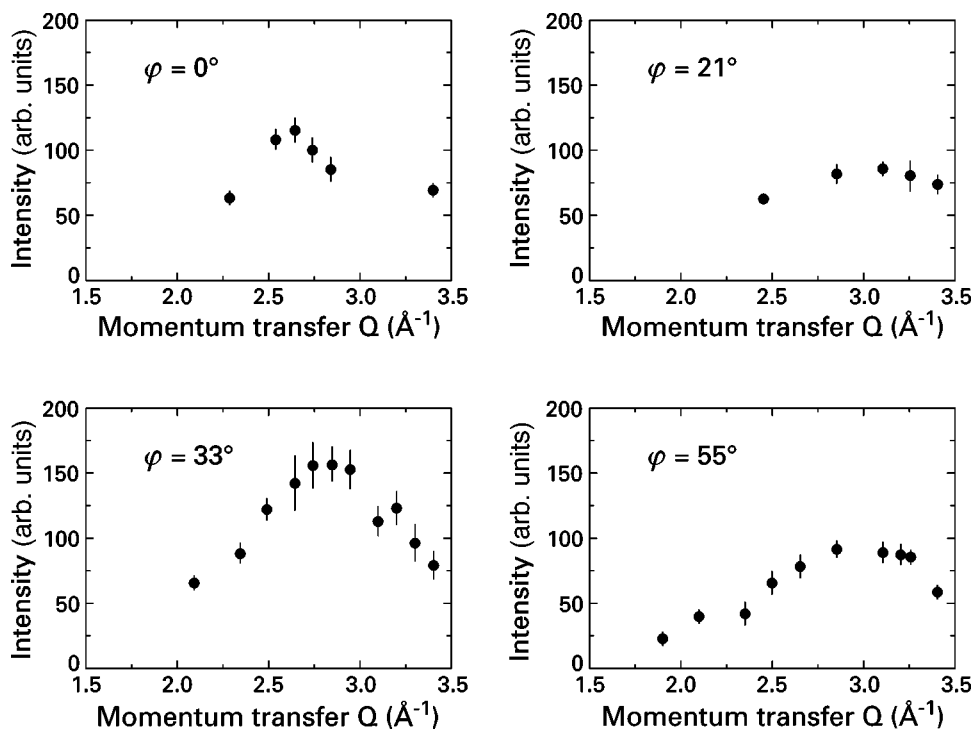 200
150
100
50
0
Intensity (arb. units)
φ = 0°
1.5 2.0 2.5 3.0 3.5
Momentum transfer Q (Å⁻¹)
200
150
100
50
0
Intensity (arb. units)
φ = 21°
1.5 2.0 2.5 3.0 3.5
Momentum transfer Q (Å⁻¹)
200
150
100
50
0
Intensity (arb. units)
φ = 33°
1.5 2.0 2.5 3.0 3.5
Momentum transfer Q (Å⁻¹)
200
150
100
50
0
Intensity (arb. units)
φ = 55°
1.5 2.0 2.5 3.0 3.5
Momentum transfer Q (Å⁻¹)